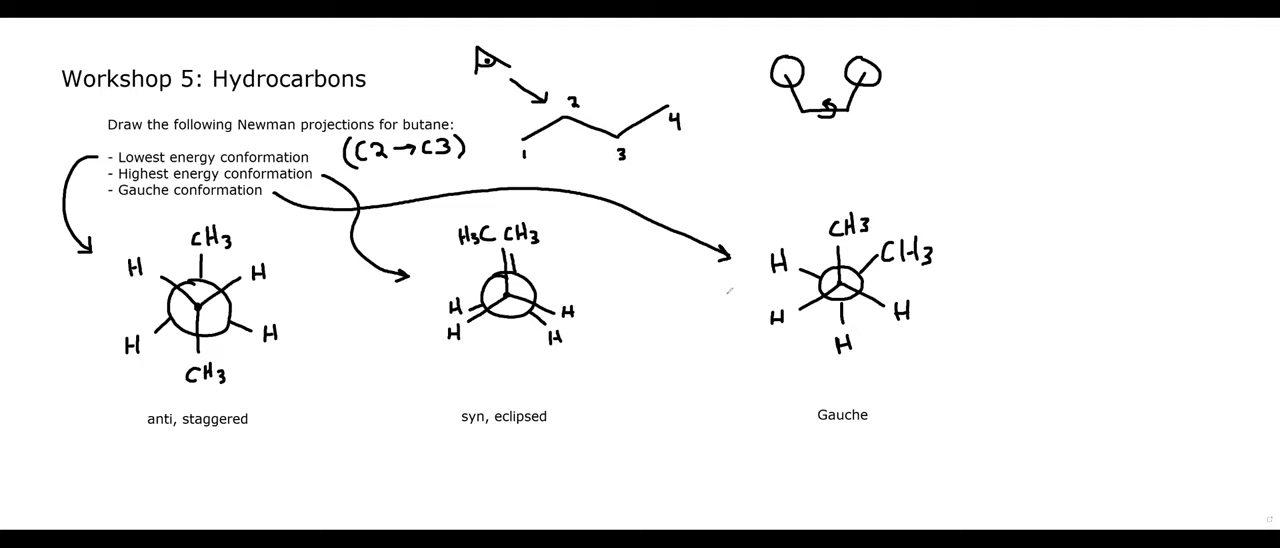 Workshop 5: Hydrocarbons
Draw the following Newman projections for butane:
- Lowest energy conformation
- Highest energy conformation
- Gauche conformation
(C2→C3)
1
2
3
4
CH3
H
H
H
H
CH3
anti, staggered
H3C CH3
H
H
H
H
syn, eclipsed
CH3
H
CH3
H
H
H
Gauche